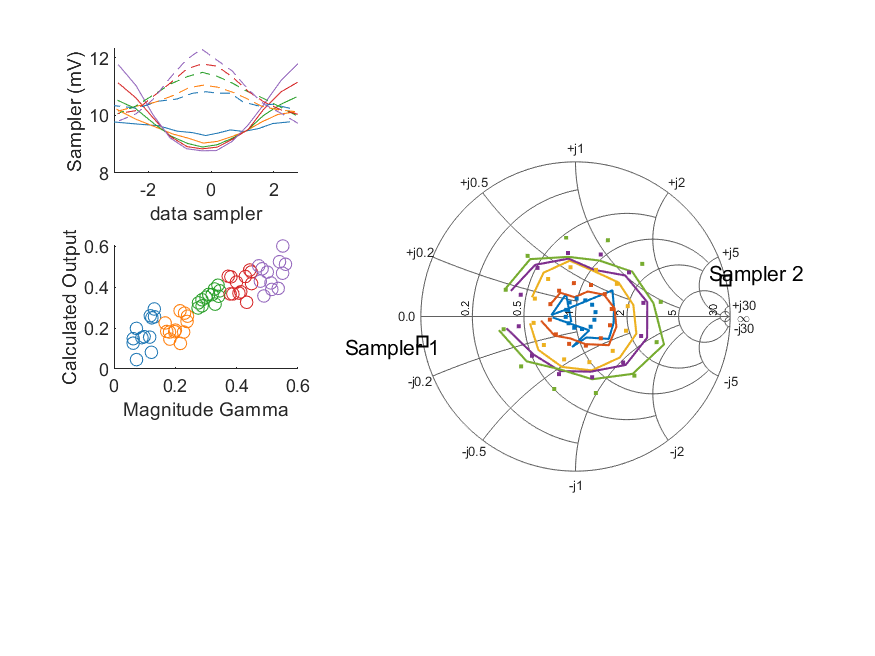 Sampler (mV)
12
10
8
-2
0
2
data sampler
Calculated Output
0.6
0.4
0.2
0
0
0.2
0.4
0.6
Magnitude Gamma
+j1
+j0.5
+j2
+j0.2
+j5
Sampler 2
0.0
0.2
0.5
1
2
5
30
+j30
∞
-j30
Sampler 1
-j0.2
-j5
-j0.5
-j2
-j1